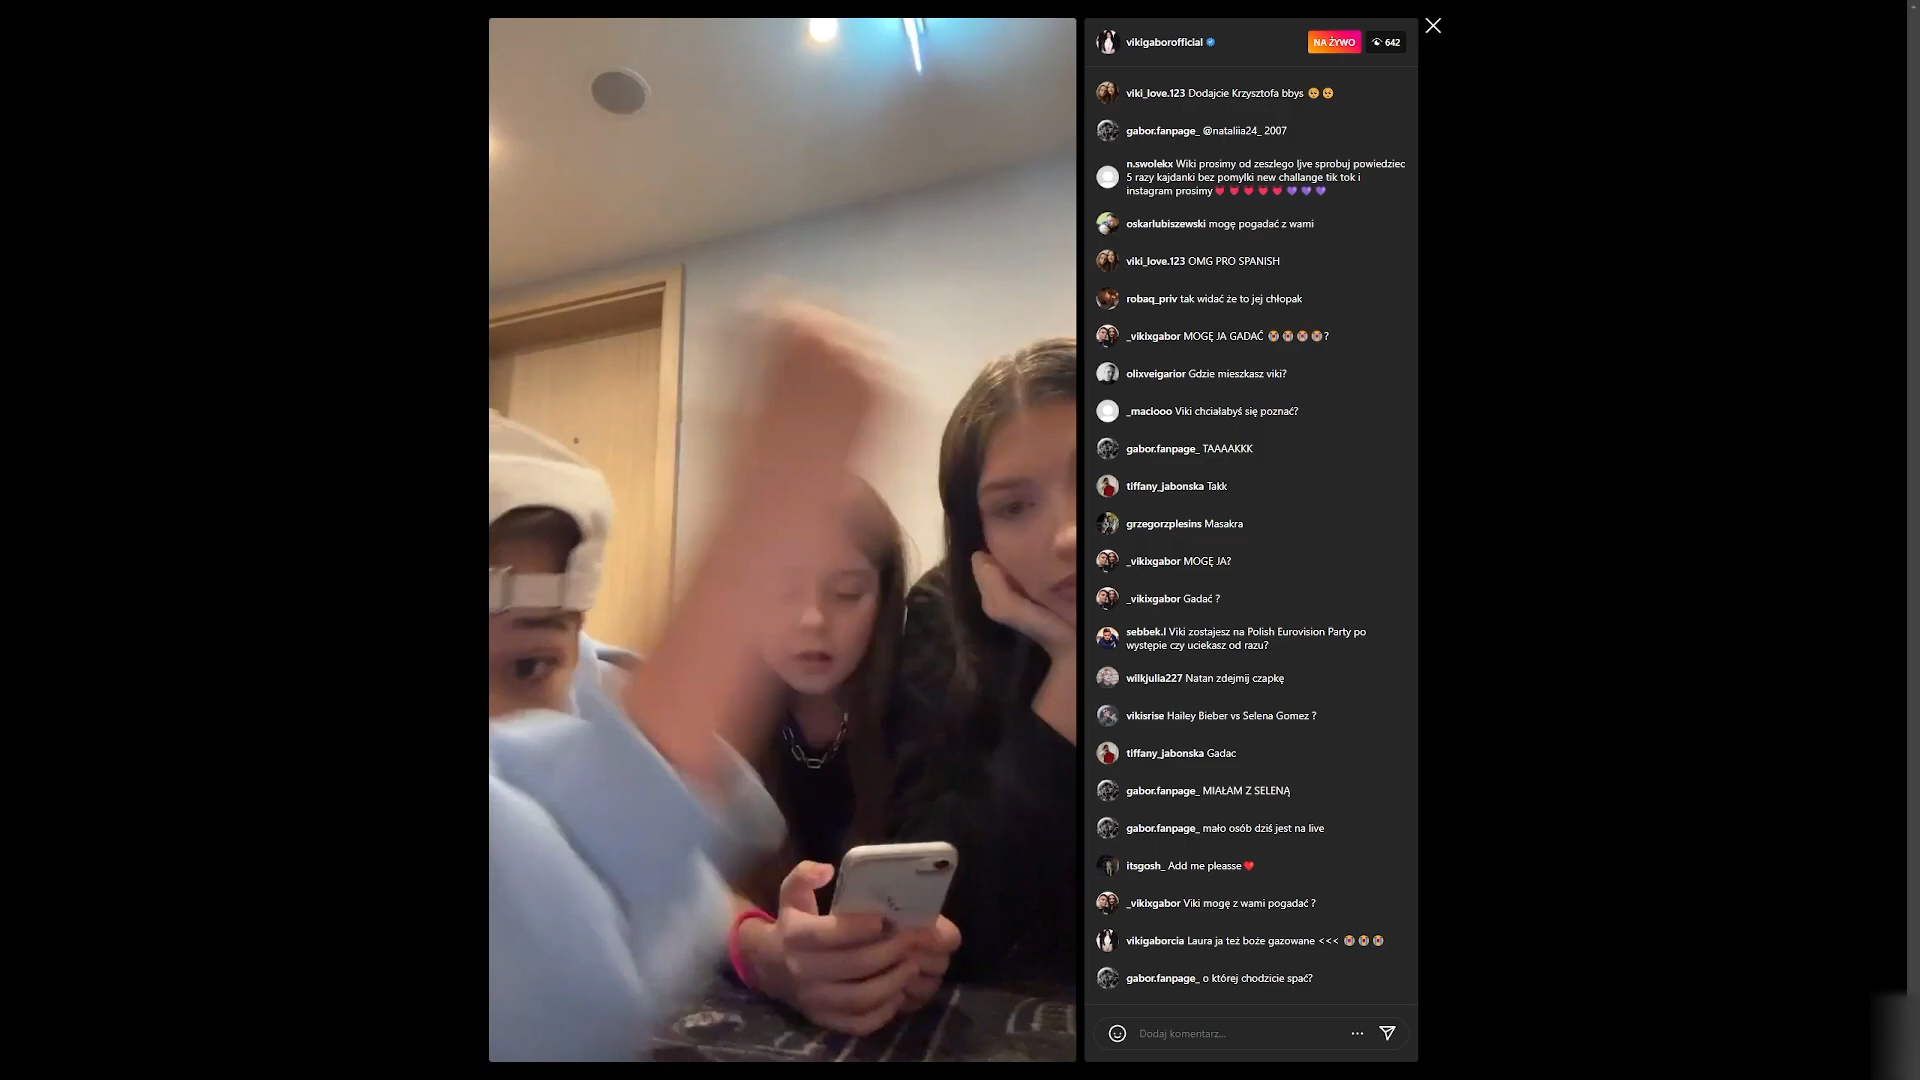 vikigaborofficial
NA ŻYWO
642
viki_love.123 Dodajcie Krzysztofa bbys
gabor.fanpage_ @nataliia24_ 2007
n.swolekx Wiki prosimy od zeszlego ljve sprobuj powiedziec
5 razy kajdanki bez pomylki new challange tik tok i
instagram prosimy
oskarlubiszewski mogę pogadać z wami
viki_love.123 OMG PRO SPANISH
robaq_priv tak widać że to jej chłopak
_vikixgabor MOGĘ JA GADAĆ 😭😭😭😭?
olixveigarior Gdzie mieszkasz viki?
_maciooo Viki chciałabyś się poznać?
gabor.fanpage_ TAAAAKKK
tiffany_jabonska Takk
grzegorzplesins Masakra
_vikixgabor MOGĘ JA?
_vikixgabor Gadać ?
sebbek.l Viki zostajesz na Polish Eurovision Party po
występie czy uciekasz od razu?
wilkjulia227 Natan zdejmij czapkę
vikisrise Hailey Bieber vs Selena Gomez ?
tiffany_jabonska Gadac
gabor.fanpage_ MIAŁAM Z SELENĄ
gabor.fanpage_ mało osób dziś jest na live
itsgosh_ Add me pleasse❤️
_vikixgabor Viki mogę z wami pogadać ?
vikigaborcia Laura ja też boże gazowane <<< 😭😭😭
gabor.fanpage_ o której chodzicie spać?
Dodaj komentarz...